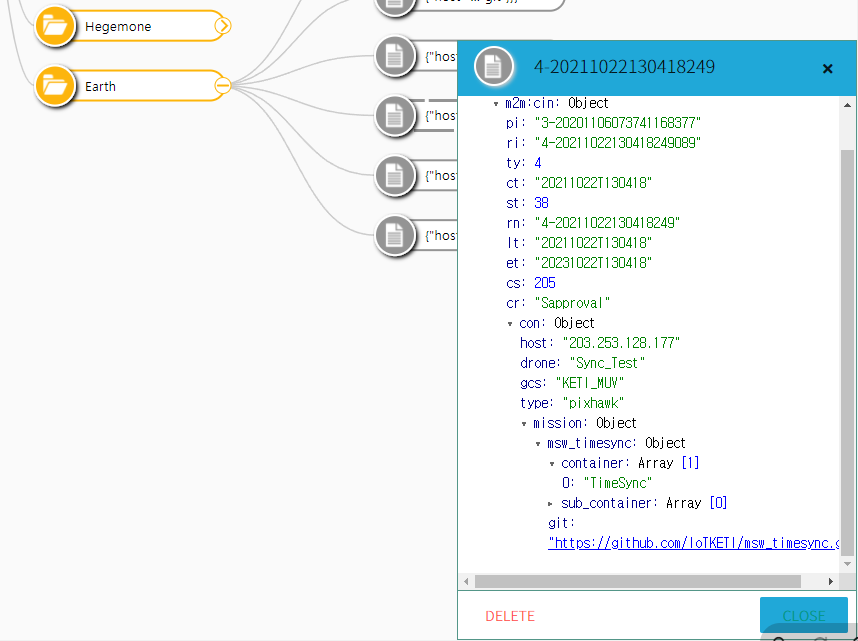 Hegemone
Earth
{"host
{"host
{"host
{"host
4-20211022130418249
×
m2m:cin: Object
pi: "3-20201106073741168377"
ri: "4-20211022130418249089"
ty: 4
ct: "20211022T130418"
st: 38
rn: "4-20211022130418249"
lt: "20211022T130418"
et: "20231022T130418"
cs: 205
cr: "Sapproval"
con: Object
host: "203.253.128.177"
drone: "Sync_Test"
gcs: "KETI_MUV"
type: "pixhawk"
mission: Object
msw_timesync: Object
container: Array [1]
0: "TimeSync"
sub_container: Array [0]
git:
"https://github.com/IoTKETI/msw_timesync.g
DELETE
CLOSE